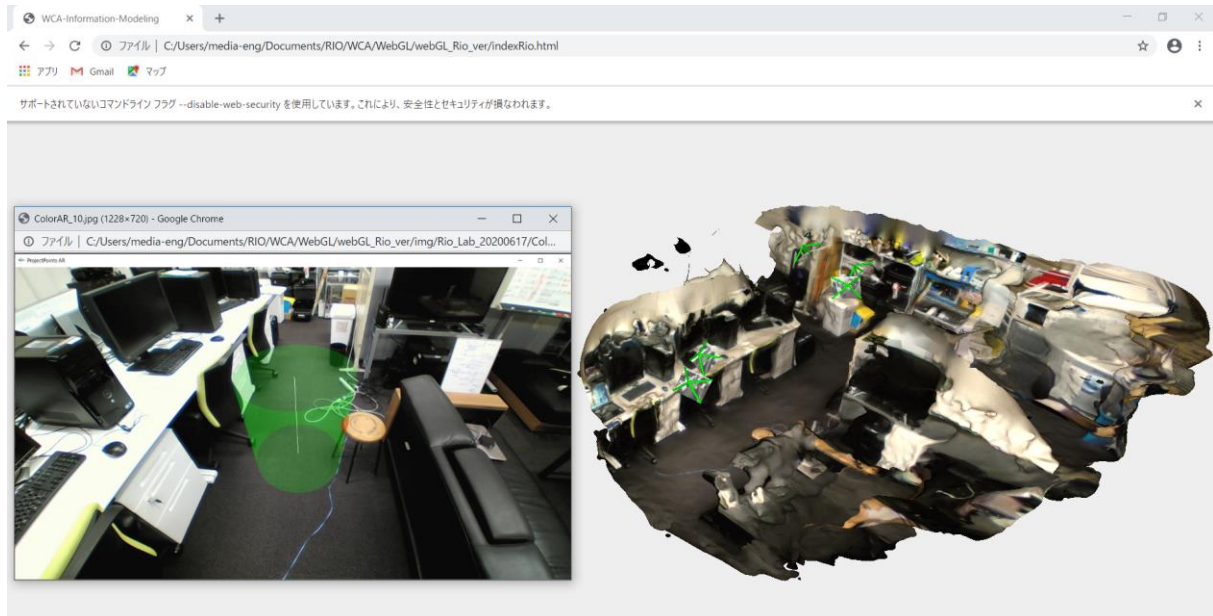 WCA-Information-Modeling
ファイル | C:/Users/media-eng/Documents/RIO/WCA/WebGL/webGL_Rio_ver/indexRio.html
アプリ Gmail マップ
サポートされていないコマンドライン フラグ --disable-web-security を使用しています。これにより、安全性とセキュリティが損なわれます。
ColorAR_10.jpg (1228×720) - Google Chrome
ファイル | C:/Users/media-eng/Documents/RIO/WCA/WebGL/webGL_Rio_ver/img/Rio_Lab_20200617/Col...
ProjectPoints AR